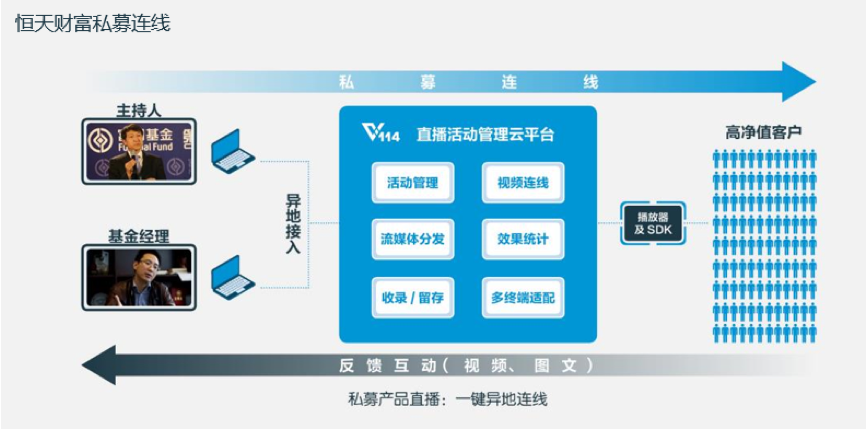 恒天财富私募连线
私 募 连 线
主持人
基金
Fund
基金经理
异地接入
V114 直播活动管理云平台
活动管理
视频连线
流媒体分发
效果统计
收录 / 留存
多终端适配
播放器
及 SDK
高净值客户
反 馈 互 动 ( 视 频、 图 文 )
私募产品直播：一键异地连线